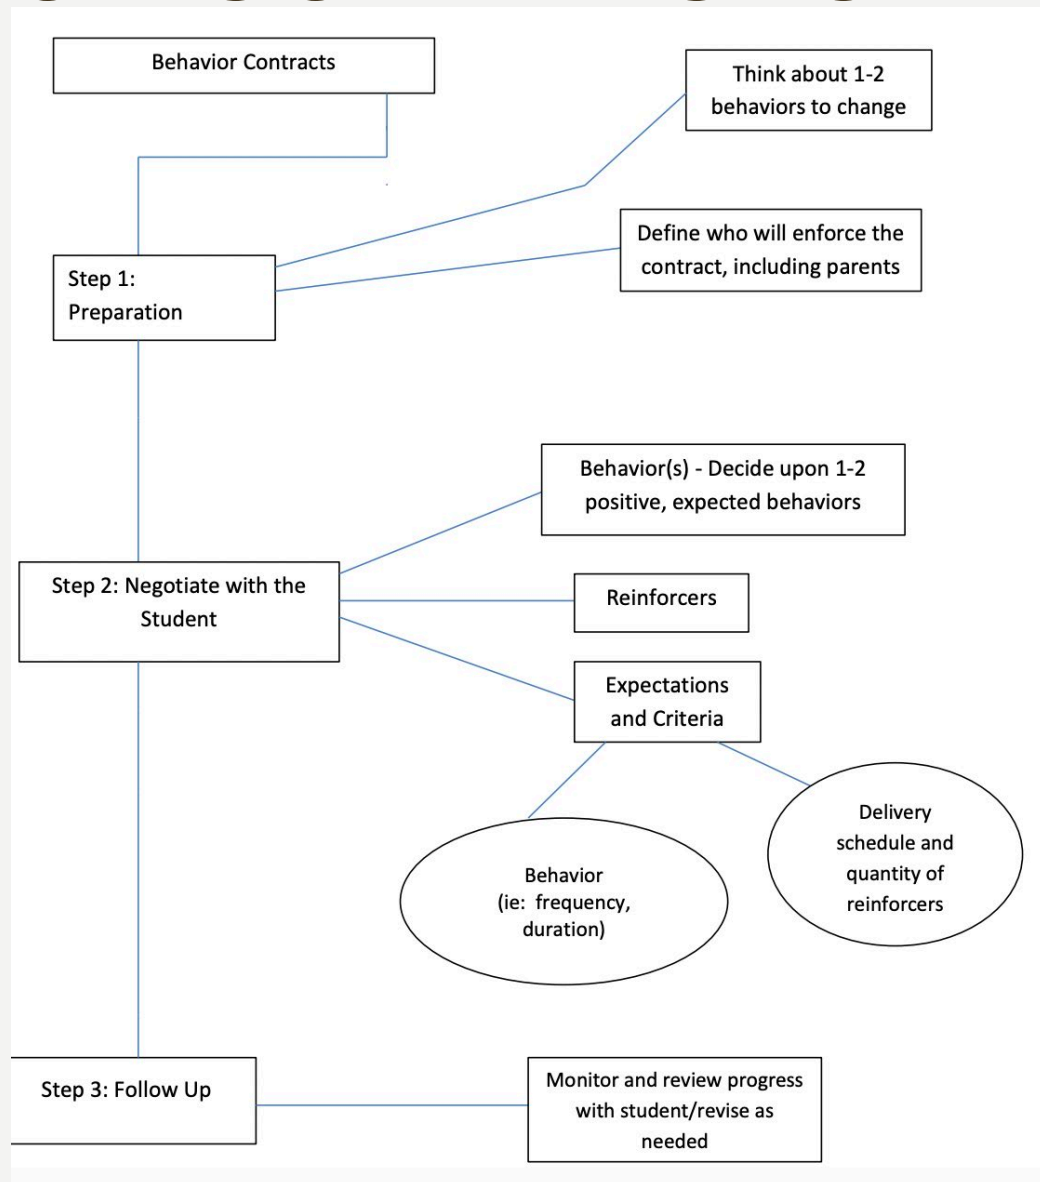 Behavior Contracts
Think about 1-2
behaviors to change
Define who will enforce the
contract, including parents
Step 1:
Preparation
Behavior(s) - Decide upon 1-2
positive, expected behaviors
Step 2: Negotiate with the
Student
Reinforcers
Expectations
and Criteria
Delivery
schedule and
quantity of
reinforcers
Behavior
(ie:  frequency,
duration)
Step 3: Follow Up
Monitor and review progress
with student/revise as
needed